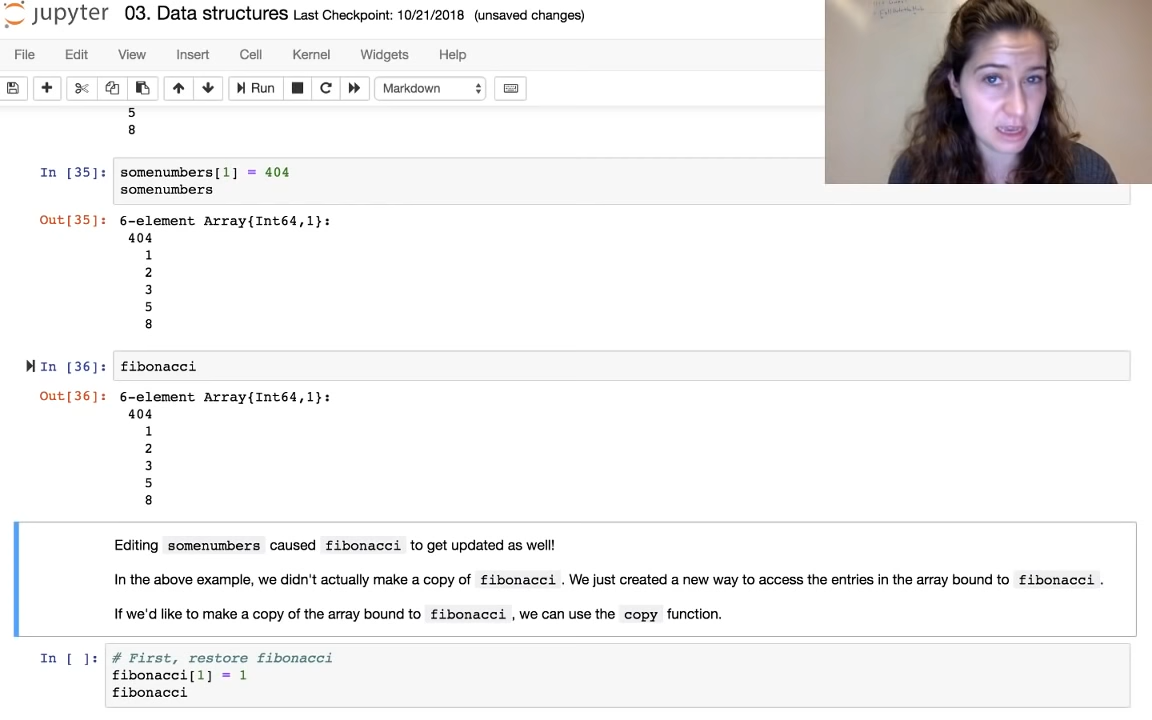 jupyter 03. Data structures Last Checkpoint: 10/21/2018 (unsaved changes)
File Edit View Insert Cell Kernel Widgets Help
Run Markdown
5
8
In [35]: somenumbers[1] = 404
somenumbers
Out[35]: 6-element Array{Int64,1}:
404
1
2
3
5
8
In [36]: fibonacci
Out[36]: 6-element Array{Int64,1}:
404
1
2
3
5
8
Editing somenumbers caused fibonacci to get updated as well!
In the above example, we didn't actually make a copy of fibonacci. We just created a new way to access the entries in the array bound to fibonacci.
If we'd like to make a copy of the array bound to fibonacci, we can use the copy function.
In [ ]: # First, restore fibonacci
fibonacci[1] = 1
fibonacci